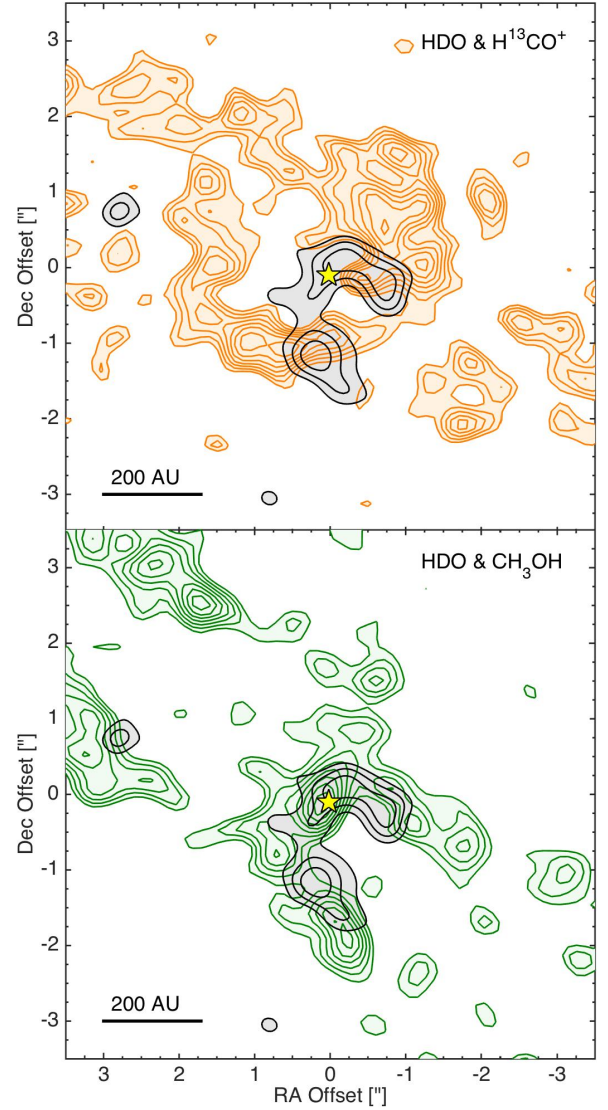 HDO & H¹³CO⁺
3
2
1
0
-1
-2
-3
Dec Offset ["]
200 AU
HDO & CH₃OH
3
2
1
0
-1
-2
-3
Dec Offset ["]
200 AU
3 2 1 0 -1 -2 -3
RA Offset ["]